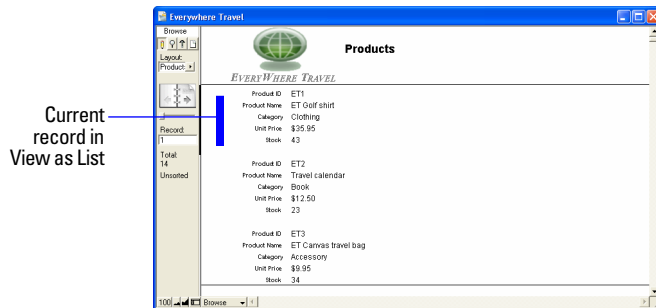 Everywhere Travel
Browse
Layout:
Product
Record:
1
Total:
14
Unsorted
EVERYWHERE TRAVEL
Products
Product ID ET1
Product Name ET Golf shirt
Category Clothing
Unit Price $35.95
Stock 43
Product ID ET2
Product Name Travel calendar
Category Book
Unit Price $12.50
Stock 23
Product ID ET3
Product Name ET Canvas travel bag
Category Accessory
Unit Price $9.95
Stock 34
100 Browse
Current
record in
View as List